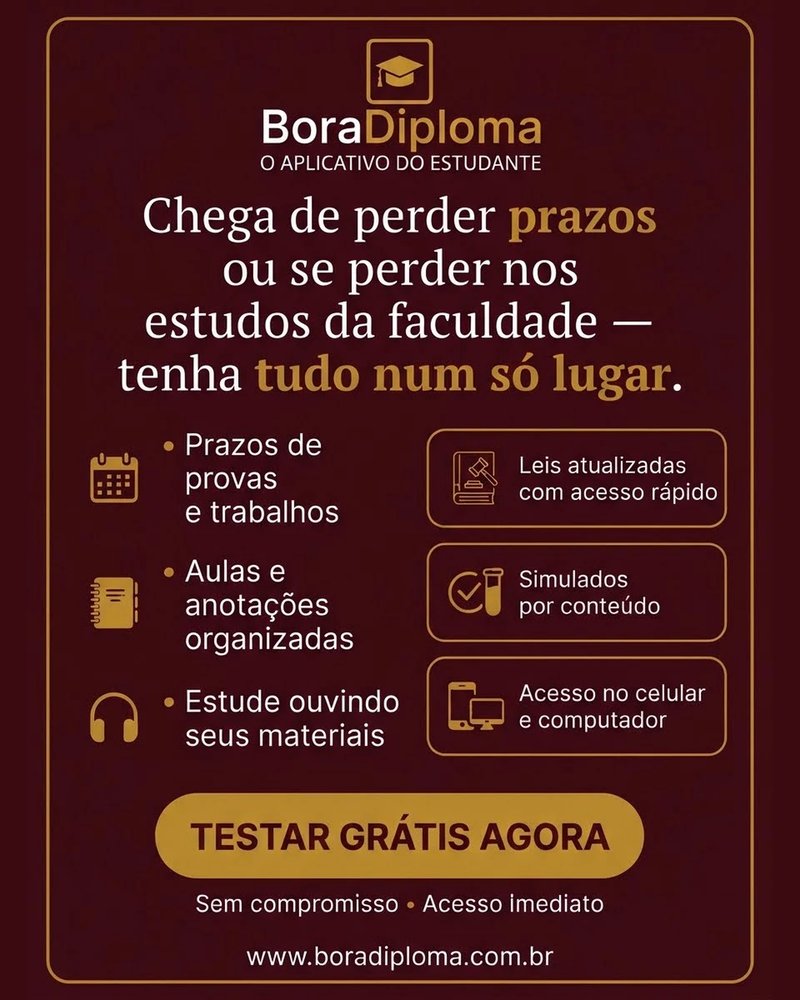 BoraDiploma
O APLICATIVO DO ESTUDANTE
Chega de perder prazos
ou se perder nos
estudos da faculdade —
tenha tudo num só lugar.
• Prazos de
provas
e trabalhos
• Aulas e
anotações
organizadas
• Estude ouvindo
seus materiais
Leis atualizadas
com acesso rápido
Simulados
por conteúdo
Acesso no celular
e computador
TESTAR GRÁTIS AGORA
Sem compromisso • Acesso imediato
www.boradiploma.com.br